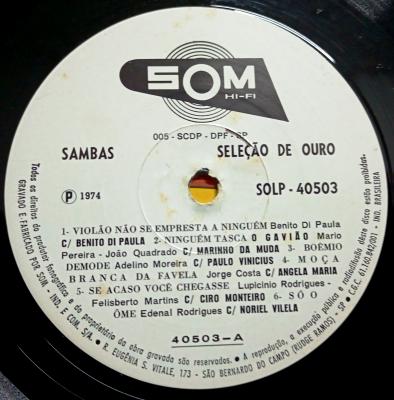 SOM
HI-FI
005 - SCDP - DPF - SP
SAMBAS SELEÇÃO DE OURO
Ⓟ 1974 SOLP - 40503
1- VIOLÃO NÃO SE EMPRESTA A NINGUÉM Benito Di Paula
C/ BENITO DI PAULA 2- NINGUÉM TASCA O GAVIÃO Mario
Pereira - João Quadrado C/ MARINHO DA MUDA 3- BOÊMIO
DEMODE Adelino Moreira C/ PAULO VINICIUS 4- MOÇA
BRANCA DA FAVELA Jorge Costa C/ ANGELA MARIA
5- SE ACASO VOCÊ CHEGASSE Lupicinio Rodrigues -
Felisberto Martins C/ CIRO MONTEIRO 6- SÓ O
ÔME Edenal Rodrigues C/ NORIEL VILELA
40503-A
Todos os direitos do produtor fonográfico e do proprietário da obra gravada são reservados. - A reprodução, a execução pública e radiodifusão deste disco estão proibidas.
GRAVADO E FABRICADO POR SOM - IND. E COM. S/A. - R. EUGÊNIA S. VITALE, 173 - SÃO BERNARDO DO CAMPO (RUDGE RAMOS) - SP - C.G.C. 61.160.842/001 - IND. BRASILEIRA